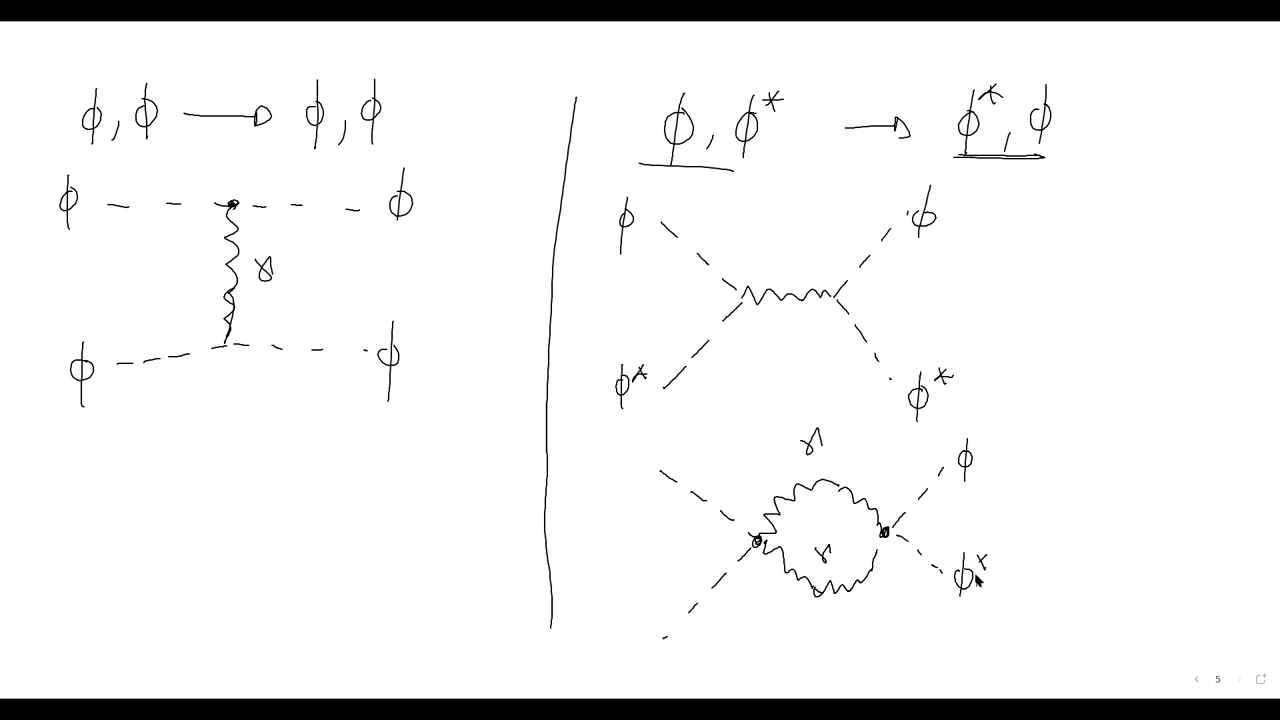 ϕ, ϕ → ϕ, ϕ
ϕ ϕ
γ
ϕ ϕ
ϕ, ϕ* → ϕ*, ϕ
ϕ ϕ
ϕ* ϕ*
γ
ϕ
γ
ϕ*
5